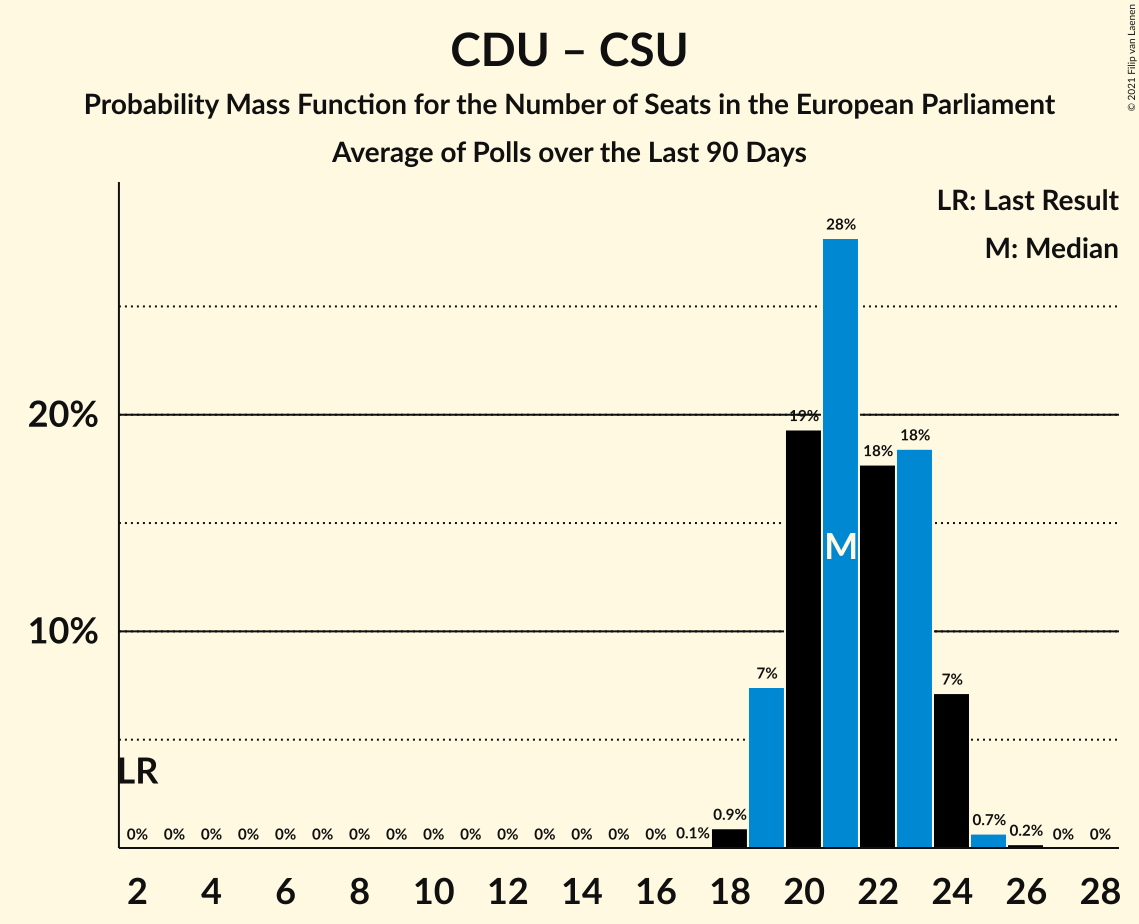 CDU – CSU
Probability Mass Function for the Number of Seats in the European Parliament
Average of Polls over the Last 90 Days
© 2021 Filip van Laenen
LR: Last Result
M: Median
28%
20%
19%
18%
18%
M
10%
7%
7%
LR
0% 0% 0% 0% 0% 0% 0% 0% 0% 0% 0% 0% 0% 0% 0% 0.1% 0.9% 0.7% 0.2% 0% 0%
2 4 6 8 10 12 14 16 18 20 22 24 26 28